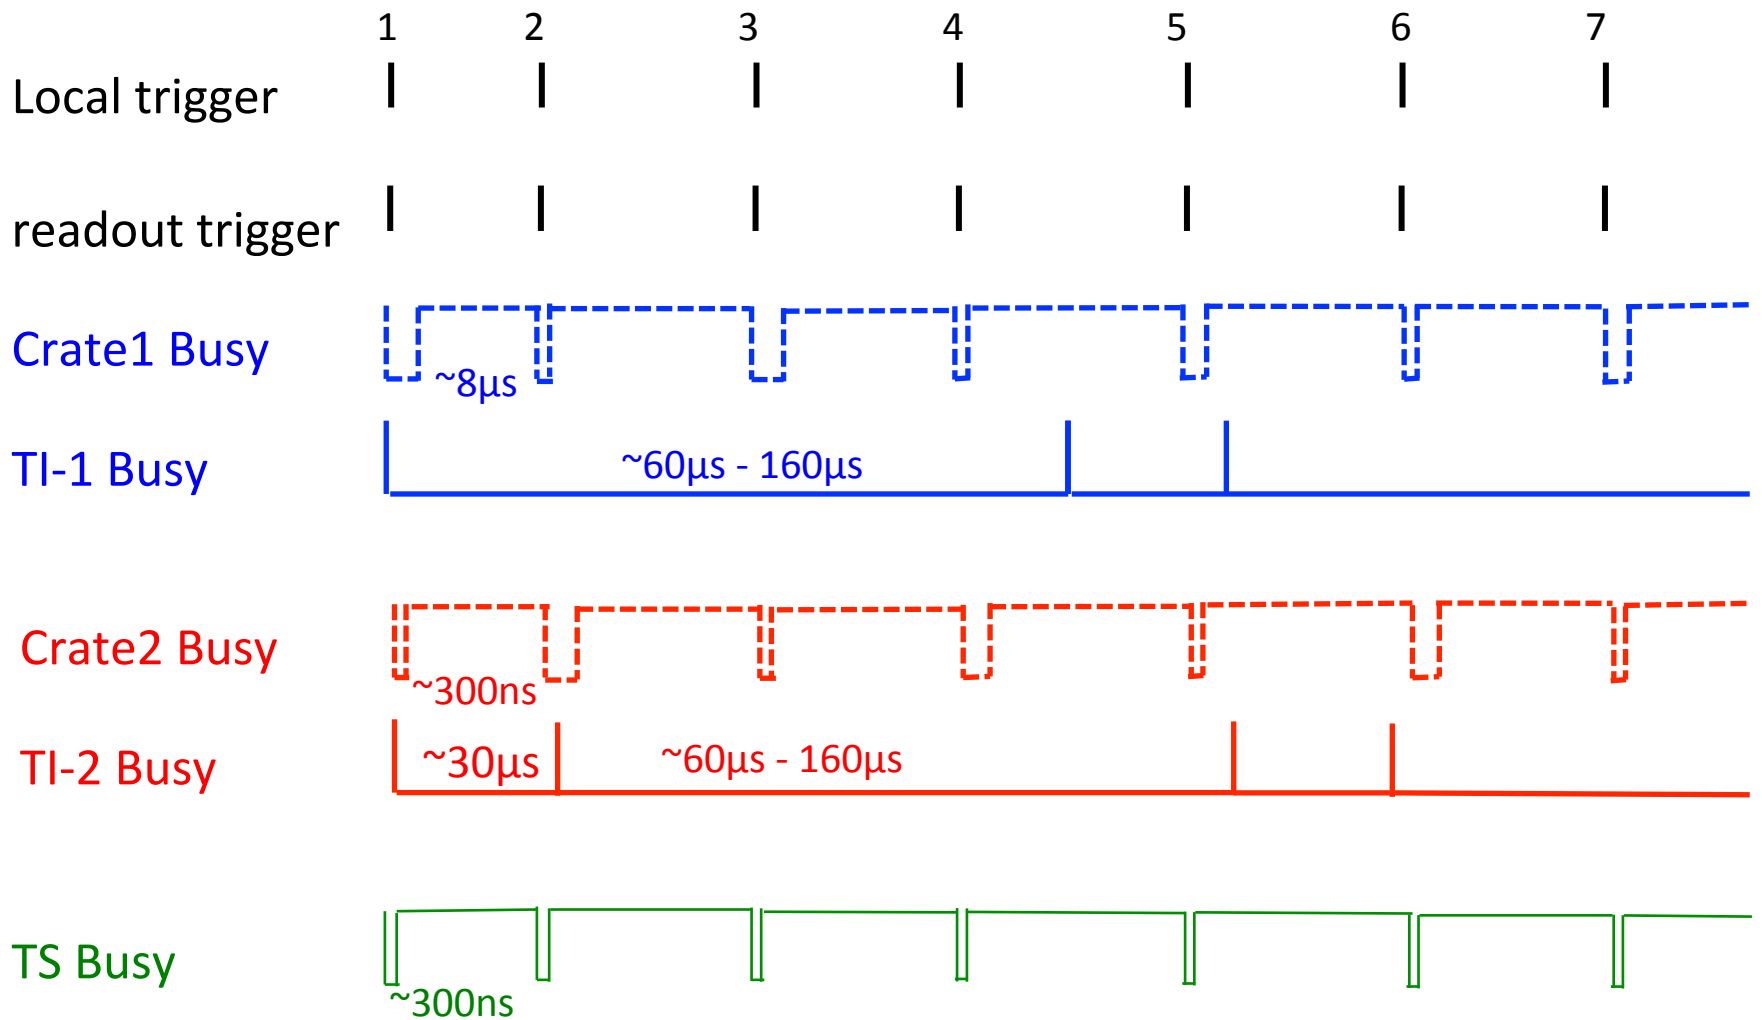 1 2 3 4 5 6 7
Local trigger
readout trigger
Crate1 Busy
~8µs
TI-1 Busy
~60µs - 160µs
Crate2 Busy
~300ns
TI-2 Busy
~30µs
~60µs - 160µs
TS Busy
~300ns